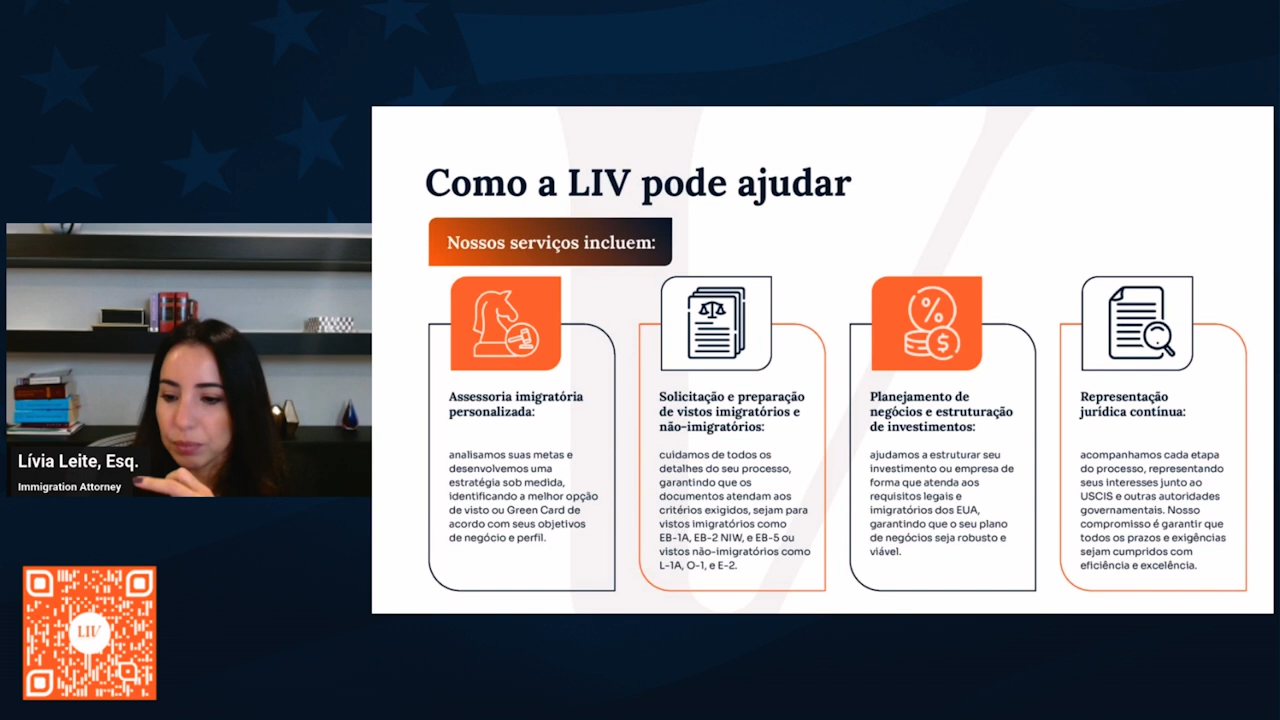 Como a LIV pode ajudar
Nossos serviços incluem:
Assessoria imigratória
personalizada:
analisamos suas metas e
desenvolvemos uma
estratégia sob medida,
identificando a melhor opção
de visto ou Green Card de
acordo com seus objetivos
de negócio e perfil.
Solicitação e preparação
de vistos imigratórios e
não-imigratórios:
cuidamos de todos os
detalhes do seu processo,
garantindo que os
documentos atendam aos
critérios exigidos, sejam para
vistos imigratórios como
EB-1A, EB-2 NIW, e EB-5 ou
vistos não-imigratórios como
L-1A, O-1, e E-2.
Planejamento de
negócios e estruturação
de investimentos:
ajudamos a estruturar seu
investimento ou empresa de
forma que atenda aos
requisitos legais e
imigratórios dos EUA,
garantindo que o seu plano
de negócios seja robusto e
viável.
Representação
jurídica contínua:
acompanhamos cada etapa
do processo, representando
seus interesses junto ao
USCIS e outras autoridades
governamentais. Nosso
compromisso é garantir que
todos os prazos e exigências
sejam cumpridos com
eficiência e excelência.
Lívia Leite, Esq.
Immigration Attorney
LIV